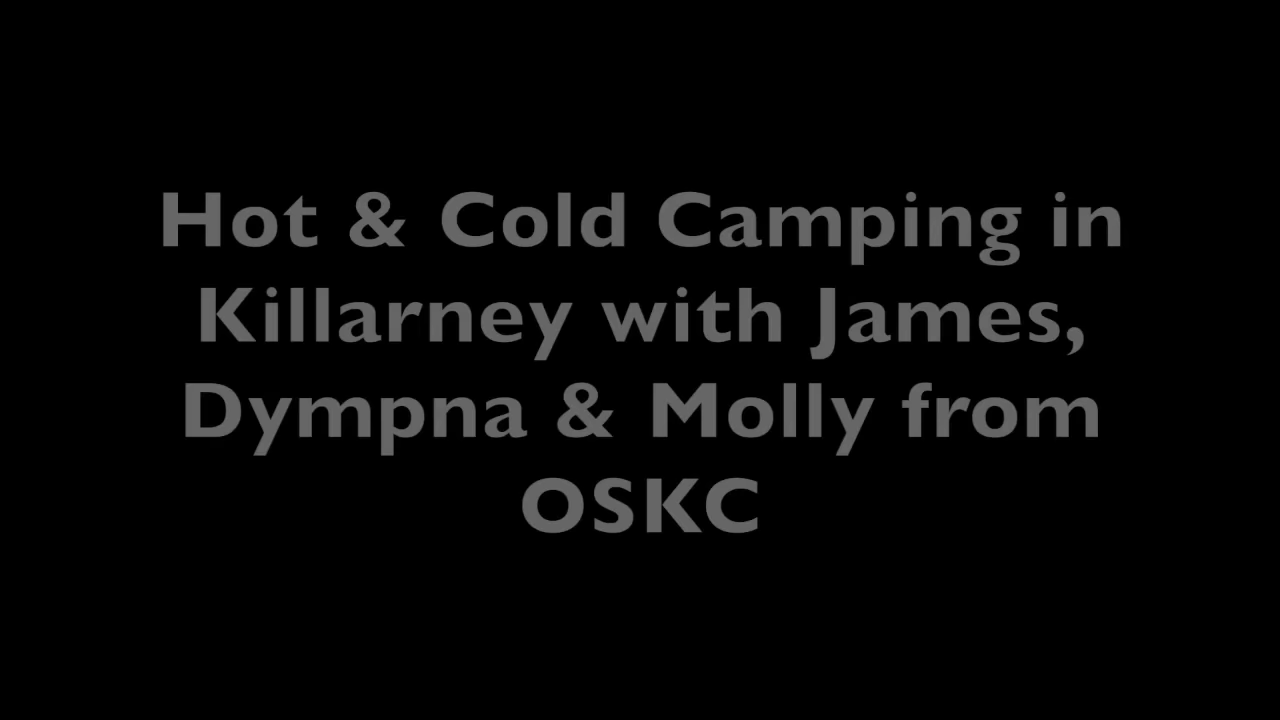 Hot & Cold Camping in
Killarney with James,
Dympna & Molly from
OSKC